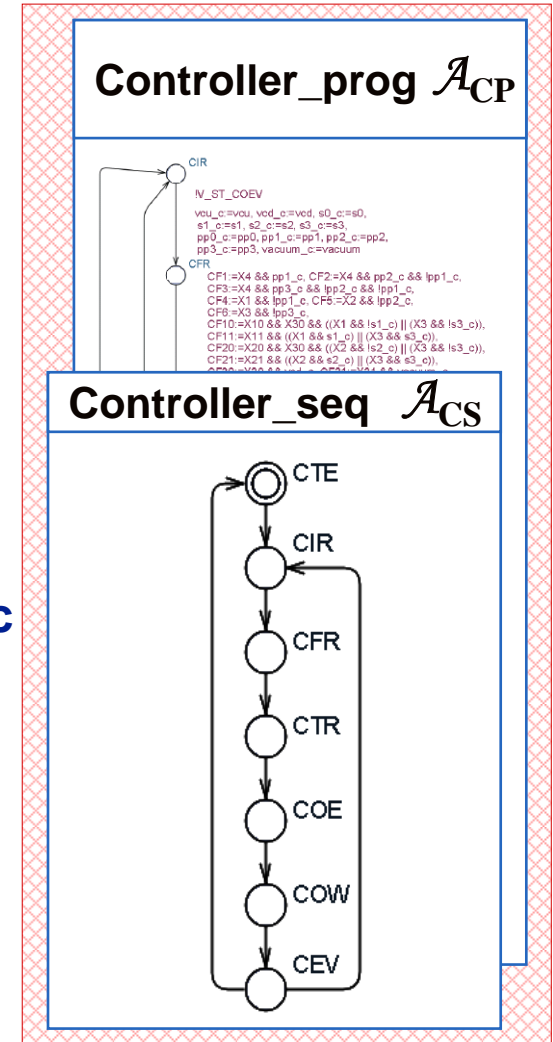 Controller_prog 𝒜CP
CIR
!V_ST_COEV
vcu_c:=vcu, vcd_c:=vcd, s0_c:=s0,
s1_c:=s1, s2_c:=s2, s3_c:=s3,
pp0_c:=pp0, pp1_c:=pp1, pp2_c:=pp2,
pp3_c:=pp3, vacuum_c:=vacuum
CFR
CF1:=X4 && pp1_c, CF2:=X4 && pp2_c && !pp1_c,
CF3:=X4 && pp3_c && !pp2_c && !pp1_c,
CF4:=X1 && !pp1_c, CF5:=X2 && !pp2_c,
CF6:=X3 && !pp3_c,
CF10:=X10 && X30 && ((X1 && !s1_c) || (X3 && !s3_c)),
CF11:=X11 && ((X1 && s1_c) || (X3 && s3_c)),
CF20:=X20 && X30 && ((X2 && !s2_c) || (X3 && !s3_c)),
CF21:=X21 && ((X2 && s2_c) || (X3 && s3_c)),
Controller_seq 𝒜CS
CTE
CIR
c
CFR
CTR
COE
COW
CEV